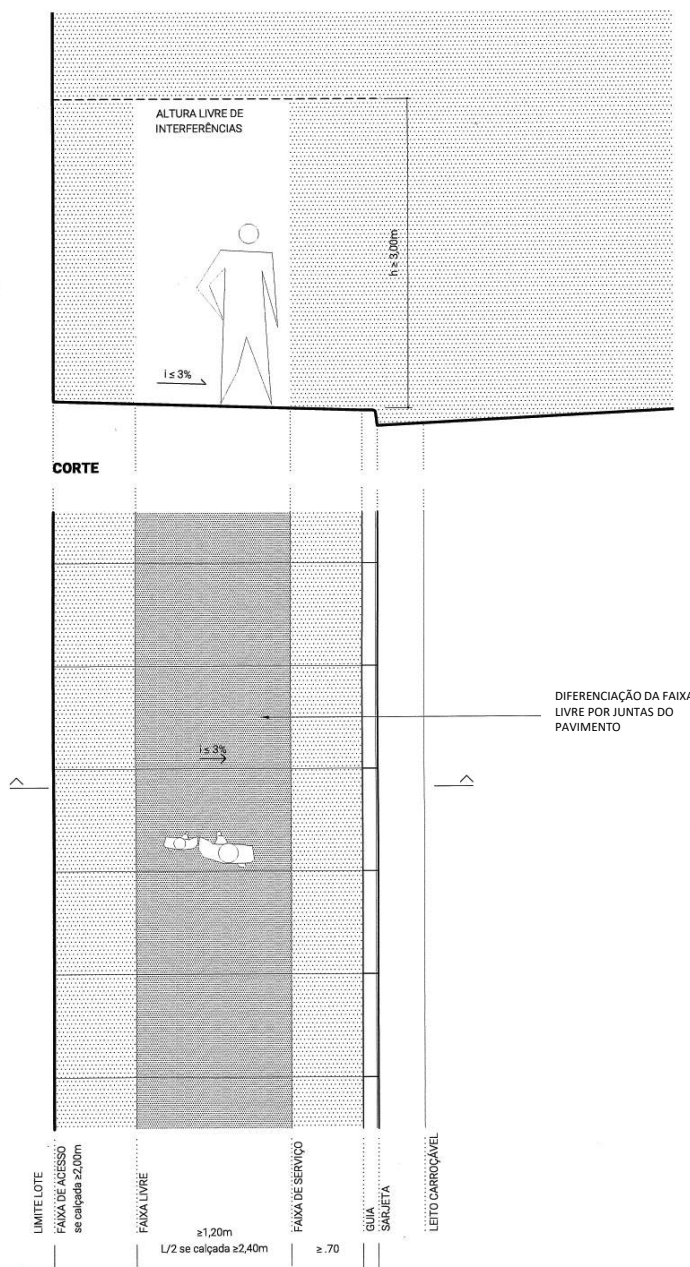 ALTURA LIVRE DE
INTERFERÊNCIAS
h ≥ 3,00m
i ≤ 3%
CORTE
DIFERENCIAÇÃO DA FAIXA
LIVRE POR JUNTAS DO
PAVIMENTO
i ≤ 3%
LIMITE LOTE
FAIXA DE ACESSO
se calçada ≥2,00m
FAIXA LIVRE
≥1,20m
L/2 se calçada ≥2,40m
FAIXA DE SERVIÇO
≥ .70
GUIA
SARJETA
LEITO CARROÇÁVEL